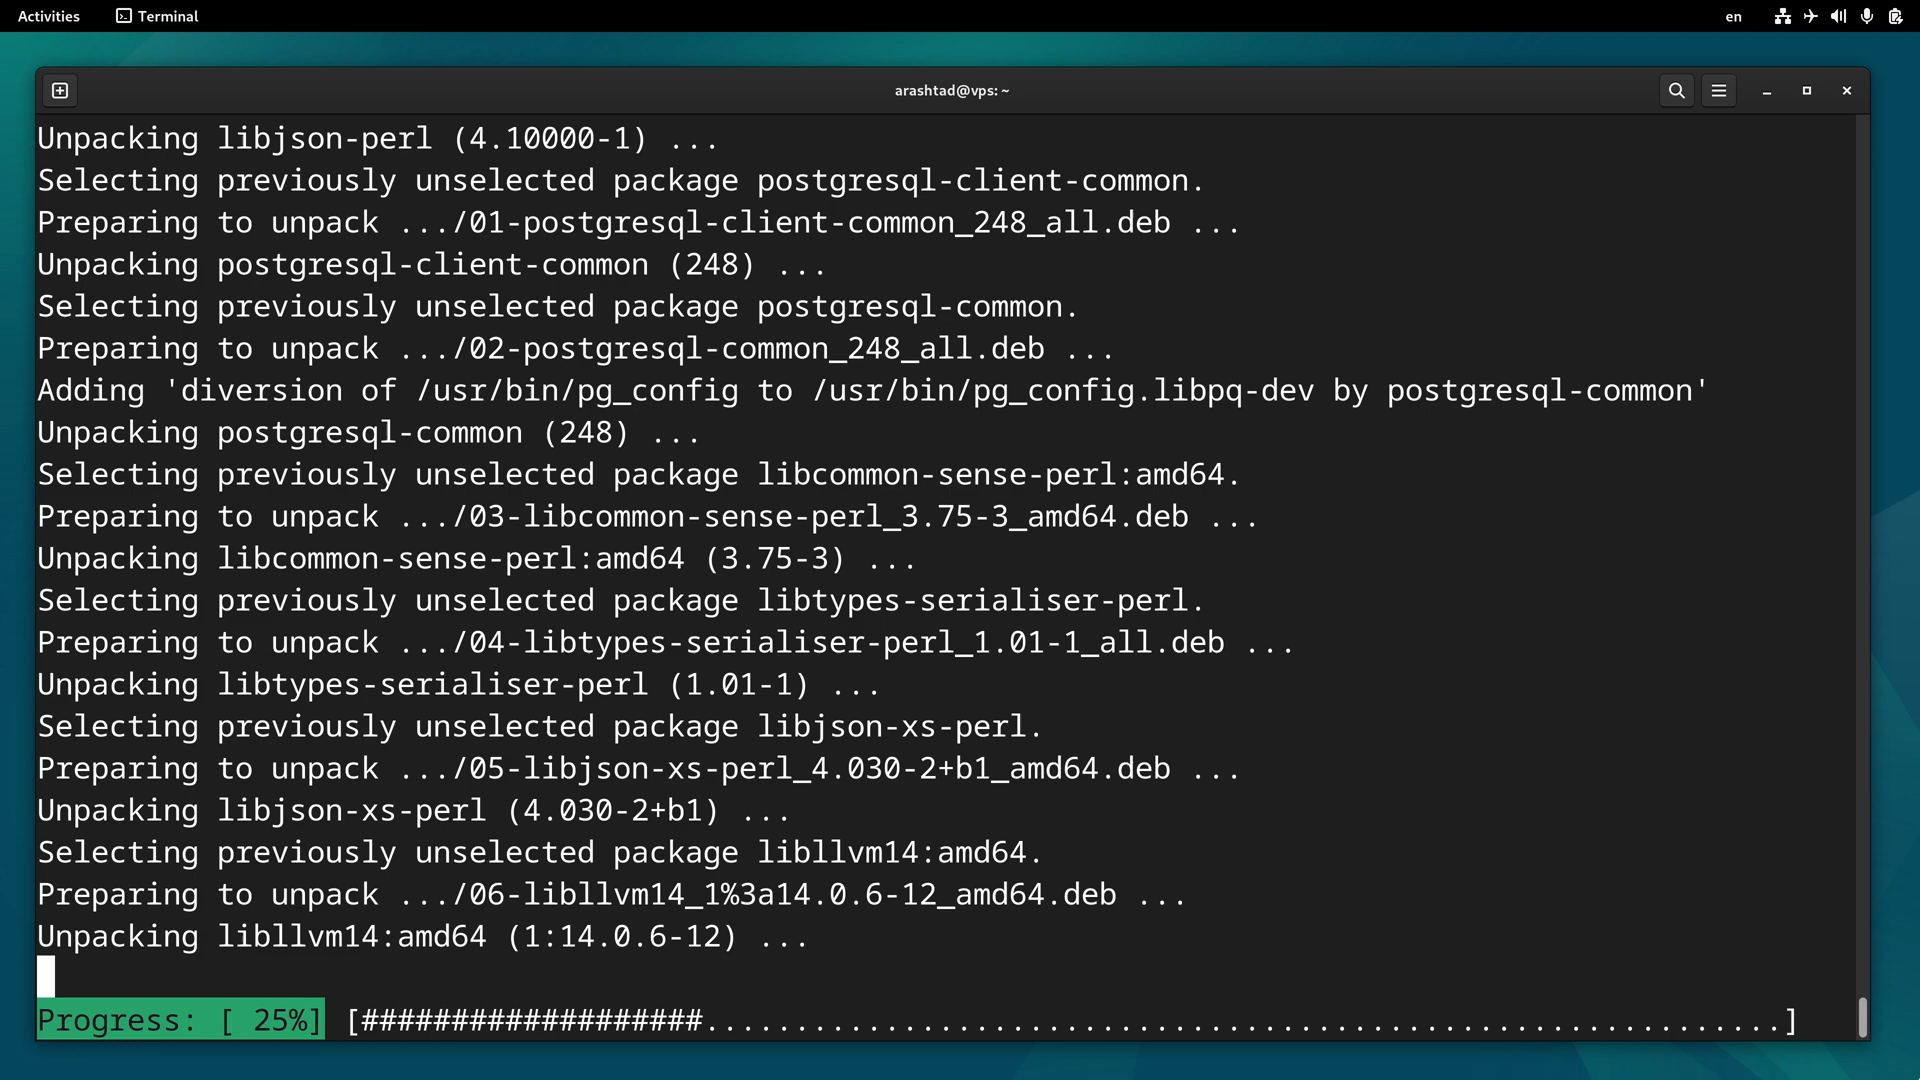 Activities
Terminal
en
arashtad@vps: ~
Unpacking libjson-perl (4.10000-1) ...
Selecting previously unselected package postgresql-client-common.
Preparing to unpack .../01-postgresql-client-common_248_all.deb ...
Unpacking postgresql-client-common (248) ...
Selecting previously unselected package postgresql-common.
Preparing to unpack .../02-postgresql-common_248_all.deb ...
Adding 'diversion of /usr/bin/pg_config to /usr/bin/pg_config.libpq-dev by postgresql-common'
Unpacking postgresql-common (248) ...
Selecting previously unselected package libcommon-sense-perl:amd64.
Preparing to unpack .../03-libcommon-sense-perl_3.75-3_amd64.deb ...
Unpacking libcommon-sense-perl:amd64 (3.75-3) ...
Selecting previously unselected package libtypes-serialiser-perl.
Preparing to unpack .../04-libtypes-serialiser-perl_1.01-1_all.deb ...
Unpacking libtypes-serialiser-perl (1.01-1) ...
Selecting previously unselected package libjson-xs-perl.
Preparing to unpack .../05-libjson-xs-perl_4.030-2+b1_amd64.deb ...
Unpacking libjson-xs-perl (4.030-2+b1) ...
Selecting previously unselected package libllvm14:amd64.
Preparing to unpack .../06-libllvm14_1%3a14.0.6-12_amd64.deb ...
Unpacking libllvm14:amd64 (1:14.0.6-12) ...
Progress: [ 25%] [###################............................................................]